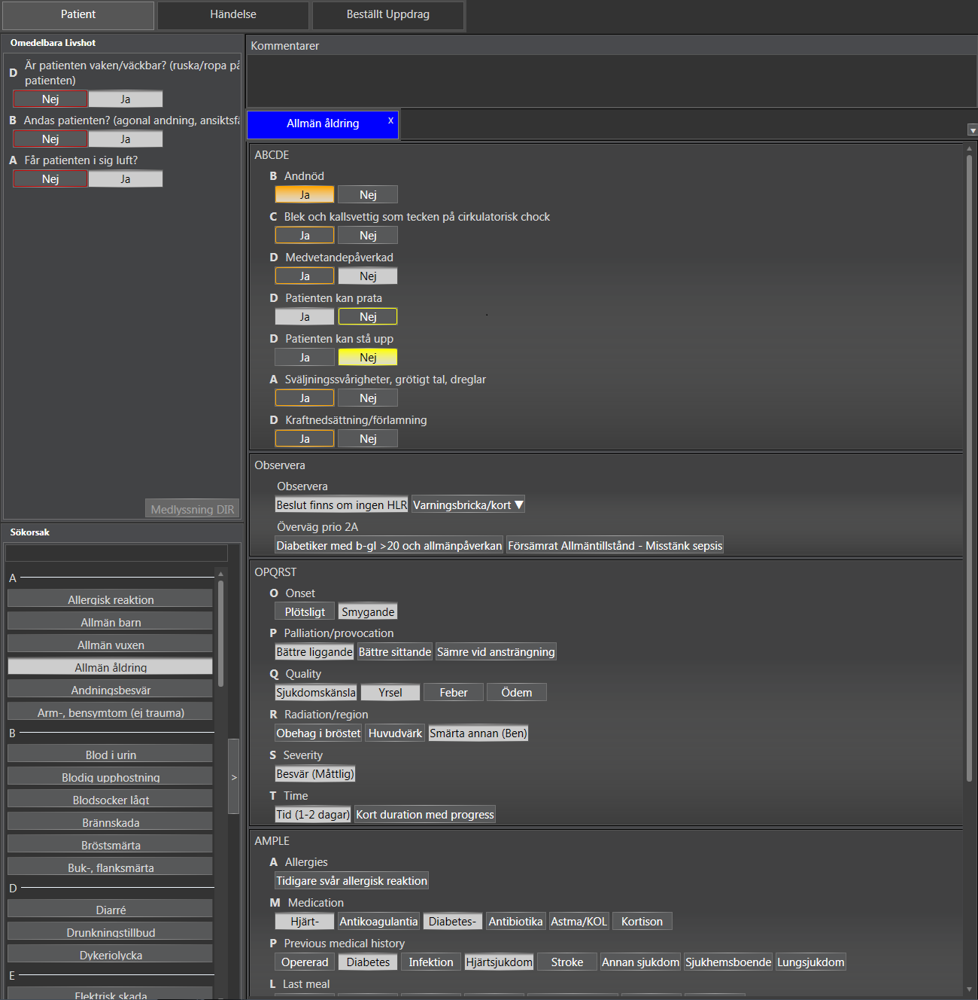 Patient Händelse Beställt Uppdrag
Omedelbara Livshot
D Är patienten vaken/väckbar? (ruska/ropa på
patienten)
Nej Ja
B Andas patienten? (agonal andning, ansiktsfä
Nej Ja
A Får patienten i sig luft?
Nej Ja
Medlyssning DIR
Sökorsak
A
Allergisk reaktion
Allmän barn
Allmän vuxen
Allmän åldring
Andningsbesvär
Arm-, bensymtom (ej trauma)
B
Blod i urin
Blodig upphostning
Blodsocker lågt
Brännskada
Bröstsmärta
Buk-, flanksmärta
D
Diarré
Drunkningstillbud
Dykeriolycka
E
Elektrisk skada
>
Kommentarer
Allmän åldring x
ABCDE
B Andnöd
Ja Nej
C Blek och kallsvettig som tecken på cirkulatorisk chock
Ja Nej
D Medvetandepåverkad
Ja Nej
D Patienten kan prata
Ja Nej
D Patienten kan stå upp
Ja Nej
A Sväljningssvårigheter, grötigt tal, dreglar
Ja Nej
D Kraftnedsättning/förlamning
Ja Nej
Observera
Observera
Beslut finns om ingen HLR Varningsbricka/kort ▼
Överväg prio 2A
Diabetiker med b-gl >20 och allmänpåverkan Försämrat Allmäntillstånd - Misstänk sepsis
OPQRST
O Onset
Plötsligt Smygande
P Palliation/provocation
Bättre liggande Bättre sittande Sämre vid ansträngning
Q Quality
Sjukdomskänsla Yrsel Feber Ödem
R Radiation/region
Obehag i bröstet Huvudvärk Smärta annan (Ben)
S Severity
Besvär (Måttlig)
T Time
Tid (1-2 dagar) Kort duration med progress
AMPLE
A Allergies
Tidigare svår allergisk reaktion
M Medication
Hjärt- Antikoagulantia Diabetes- Antibiotika Astma/KOL Kortison
P Previous medical history
Opererad Diabetes Infektion Hjärtsjukdom Stroke Annan sjukdom Sjukhemsboende Lungsjukdom
L Last meal